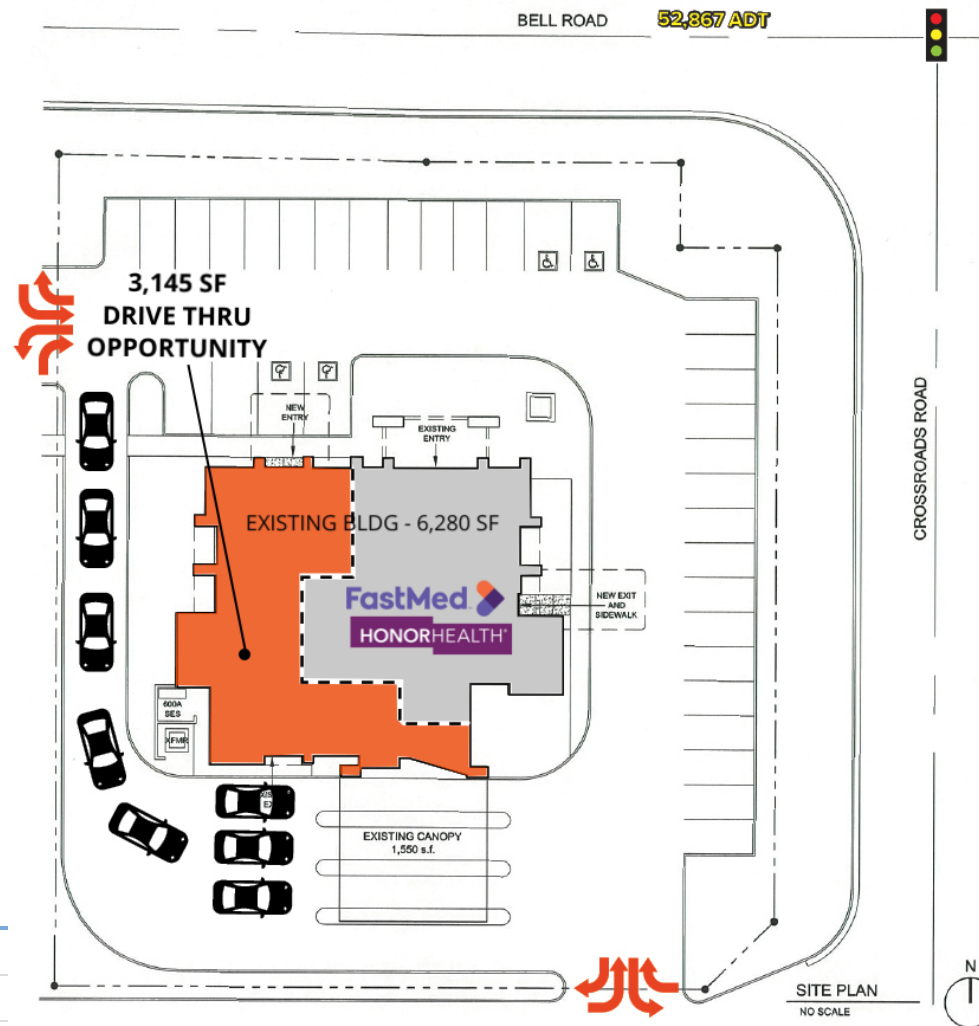 BELL ROAD
52,867 ADT
3,145 SF
DRIVE THRU
OPPORTUNITY
NEW
ENTRY
EXISTING
ENTRY
CROSSROADS ROAD
EXISTING BLDG - 6,280 SF
FastMed
HONORHEALTH
NEW EXIT
AND
SIDEWALK
600A
SES
XFMR
EXISTING CANOPY
1,550 s.f.
N
SITE PLAN
NO SCALE